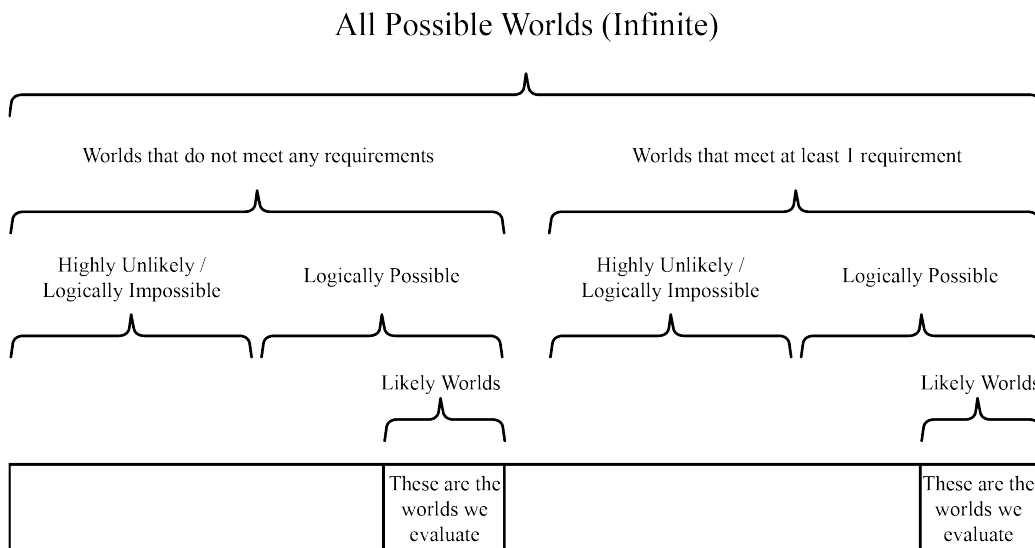 All Possible Worlds (Infinite)
Worlds that do not meet any requirements
Worlds that meet at least 1 requirement
Highly Unlikely /
Logically Impossible
Logically Possible
Highly Unlikely /
Logically Impossible
Logically Possible
Likely Worlds
Likely Worlds
These are the
worlds we
evaluate
These are the
worlds we
evaluate